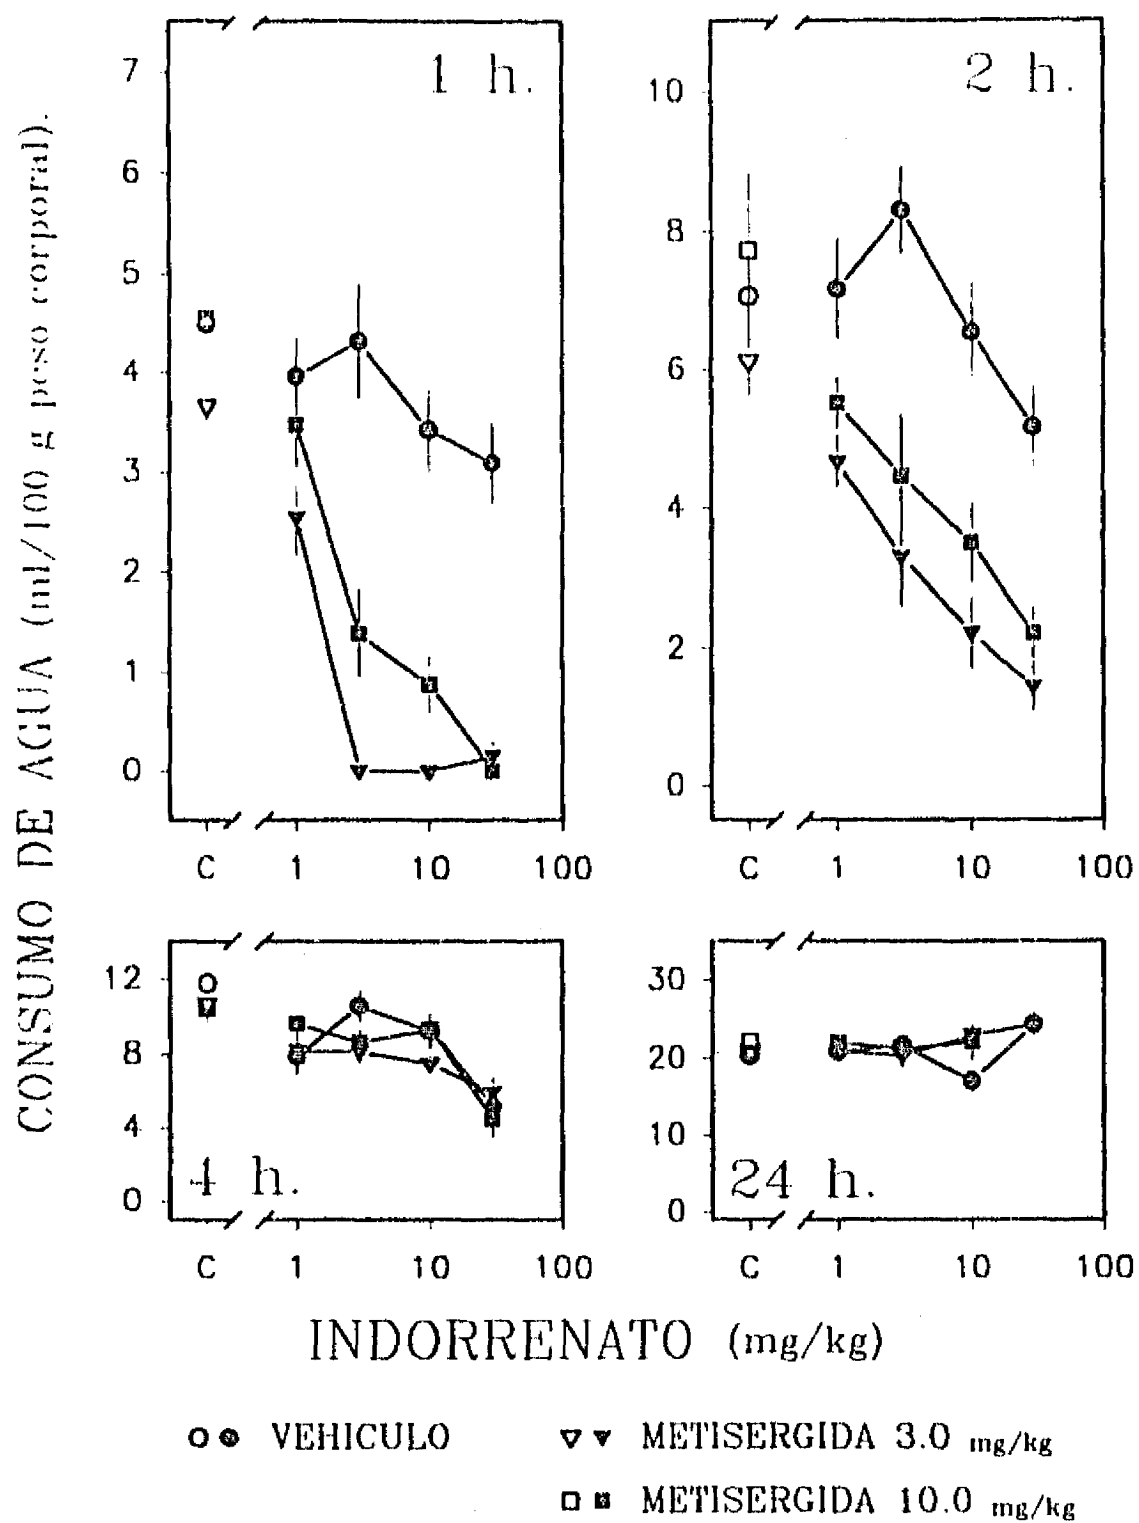 CONSUMO DE AGUA (ml/100 g peso corporal).
1 h.
7
6
5
4
3
2
1
0
C 1 10 100
2 h.
10
8
6
4
2
0
C 1 10 100
4 h.
12
8
4
0
C 1 10 100
24 h.
30
20
10
0
C 1 10 100
INDORRENATO (mg/kg)
VEHICULO
METISERGIDA 3.0 mg/kg
METISERGIDA 10.0 mg/kg